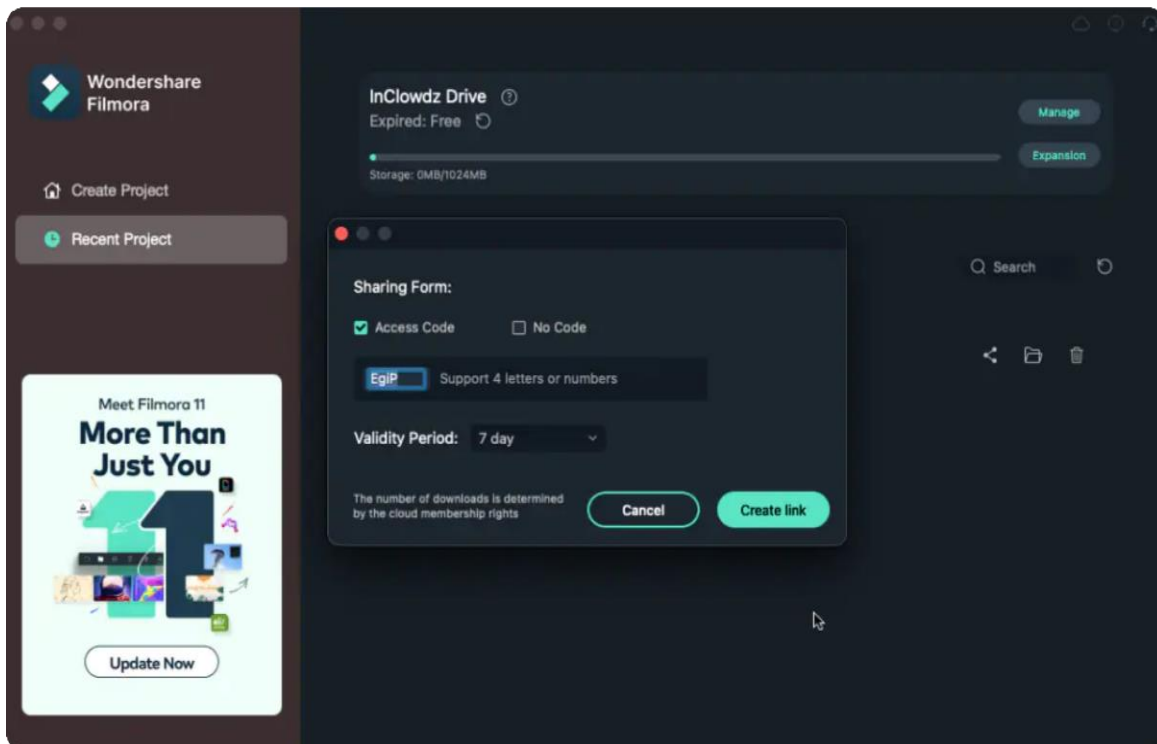 Wondershare
Filmora
Create Project
Recent Project
Meet Filmora 11
More Than
Just You
Update Now
InClowdz Drive
Expired: Free
Manage
Expansion
Storage: 0MB/1024MB
Search
Sharing Form:
Access Code
No Code
EgiP
Support 4 letters or numbers
Validity Period:
7 day
The number of downloads is determined
by the cloud membership rights
Cancel
Create link